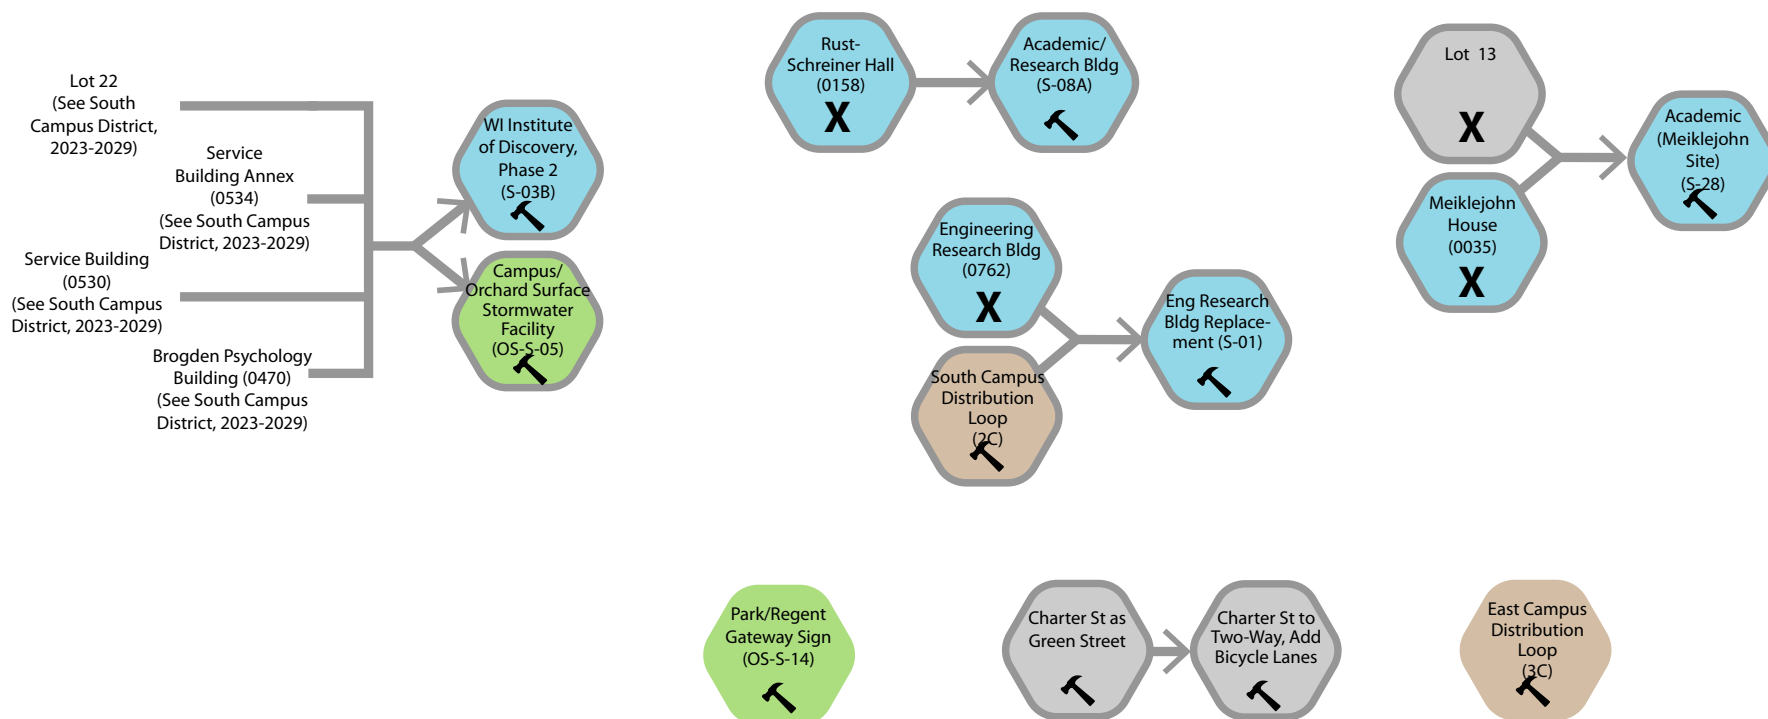 Lot 22
(See South
Campus District,
2023-2029)
Service
Building Annex
(0534)
(See South Campus
District, 2023-2029)
Service Building
(0530)
(See South Campus
District, 2023-2029)
Brogden Psychology
Building (0470)
(See South Campus
District, 2023-2029)
WI Institute
of Discovery,
Phase 2
(S-03B)
Campus/
Orchard Surface
Stormwater
Facility
(OS-S-05)
Rust-
Schreiner Hall
(0158)
X
Academic/
Research Bldg
(S-08A)
Engineering
Research Bldg
(0762)
X
South Campus
Distribution
Loop
(2C)
Eng Research
Bldg Replace-
ment (S-01)
Lot 13
X
Meiklejohn
House
(0035)
X
Academic
(Meiklejohn
Site)
(S-28)
Park/Regent
Gateway Sign
(OS-S-14)
Charter St as
Green Street
Charter St to
Two-Way, Add
Bicycle Lanes
East Campus
Distribution
Loop
(3C)